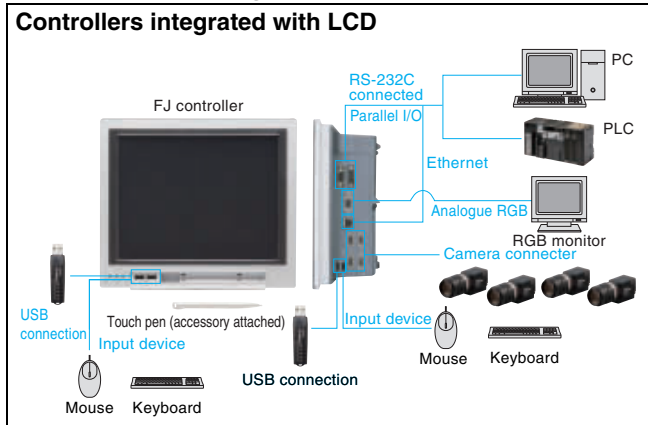 Controllers integrated with LCD
FJ controller
RS-232C
connected
Parallel I/O
PC
PLC
Ethernet
Analogue RGB
RGB monitor
Camera connecter
USB
connection
Touch pen (accessory attached)
Input device
Input device
Mouse
Keyboard
USB connection
Mouse
Keyboard